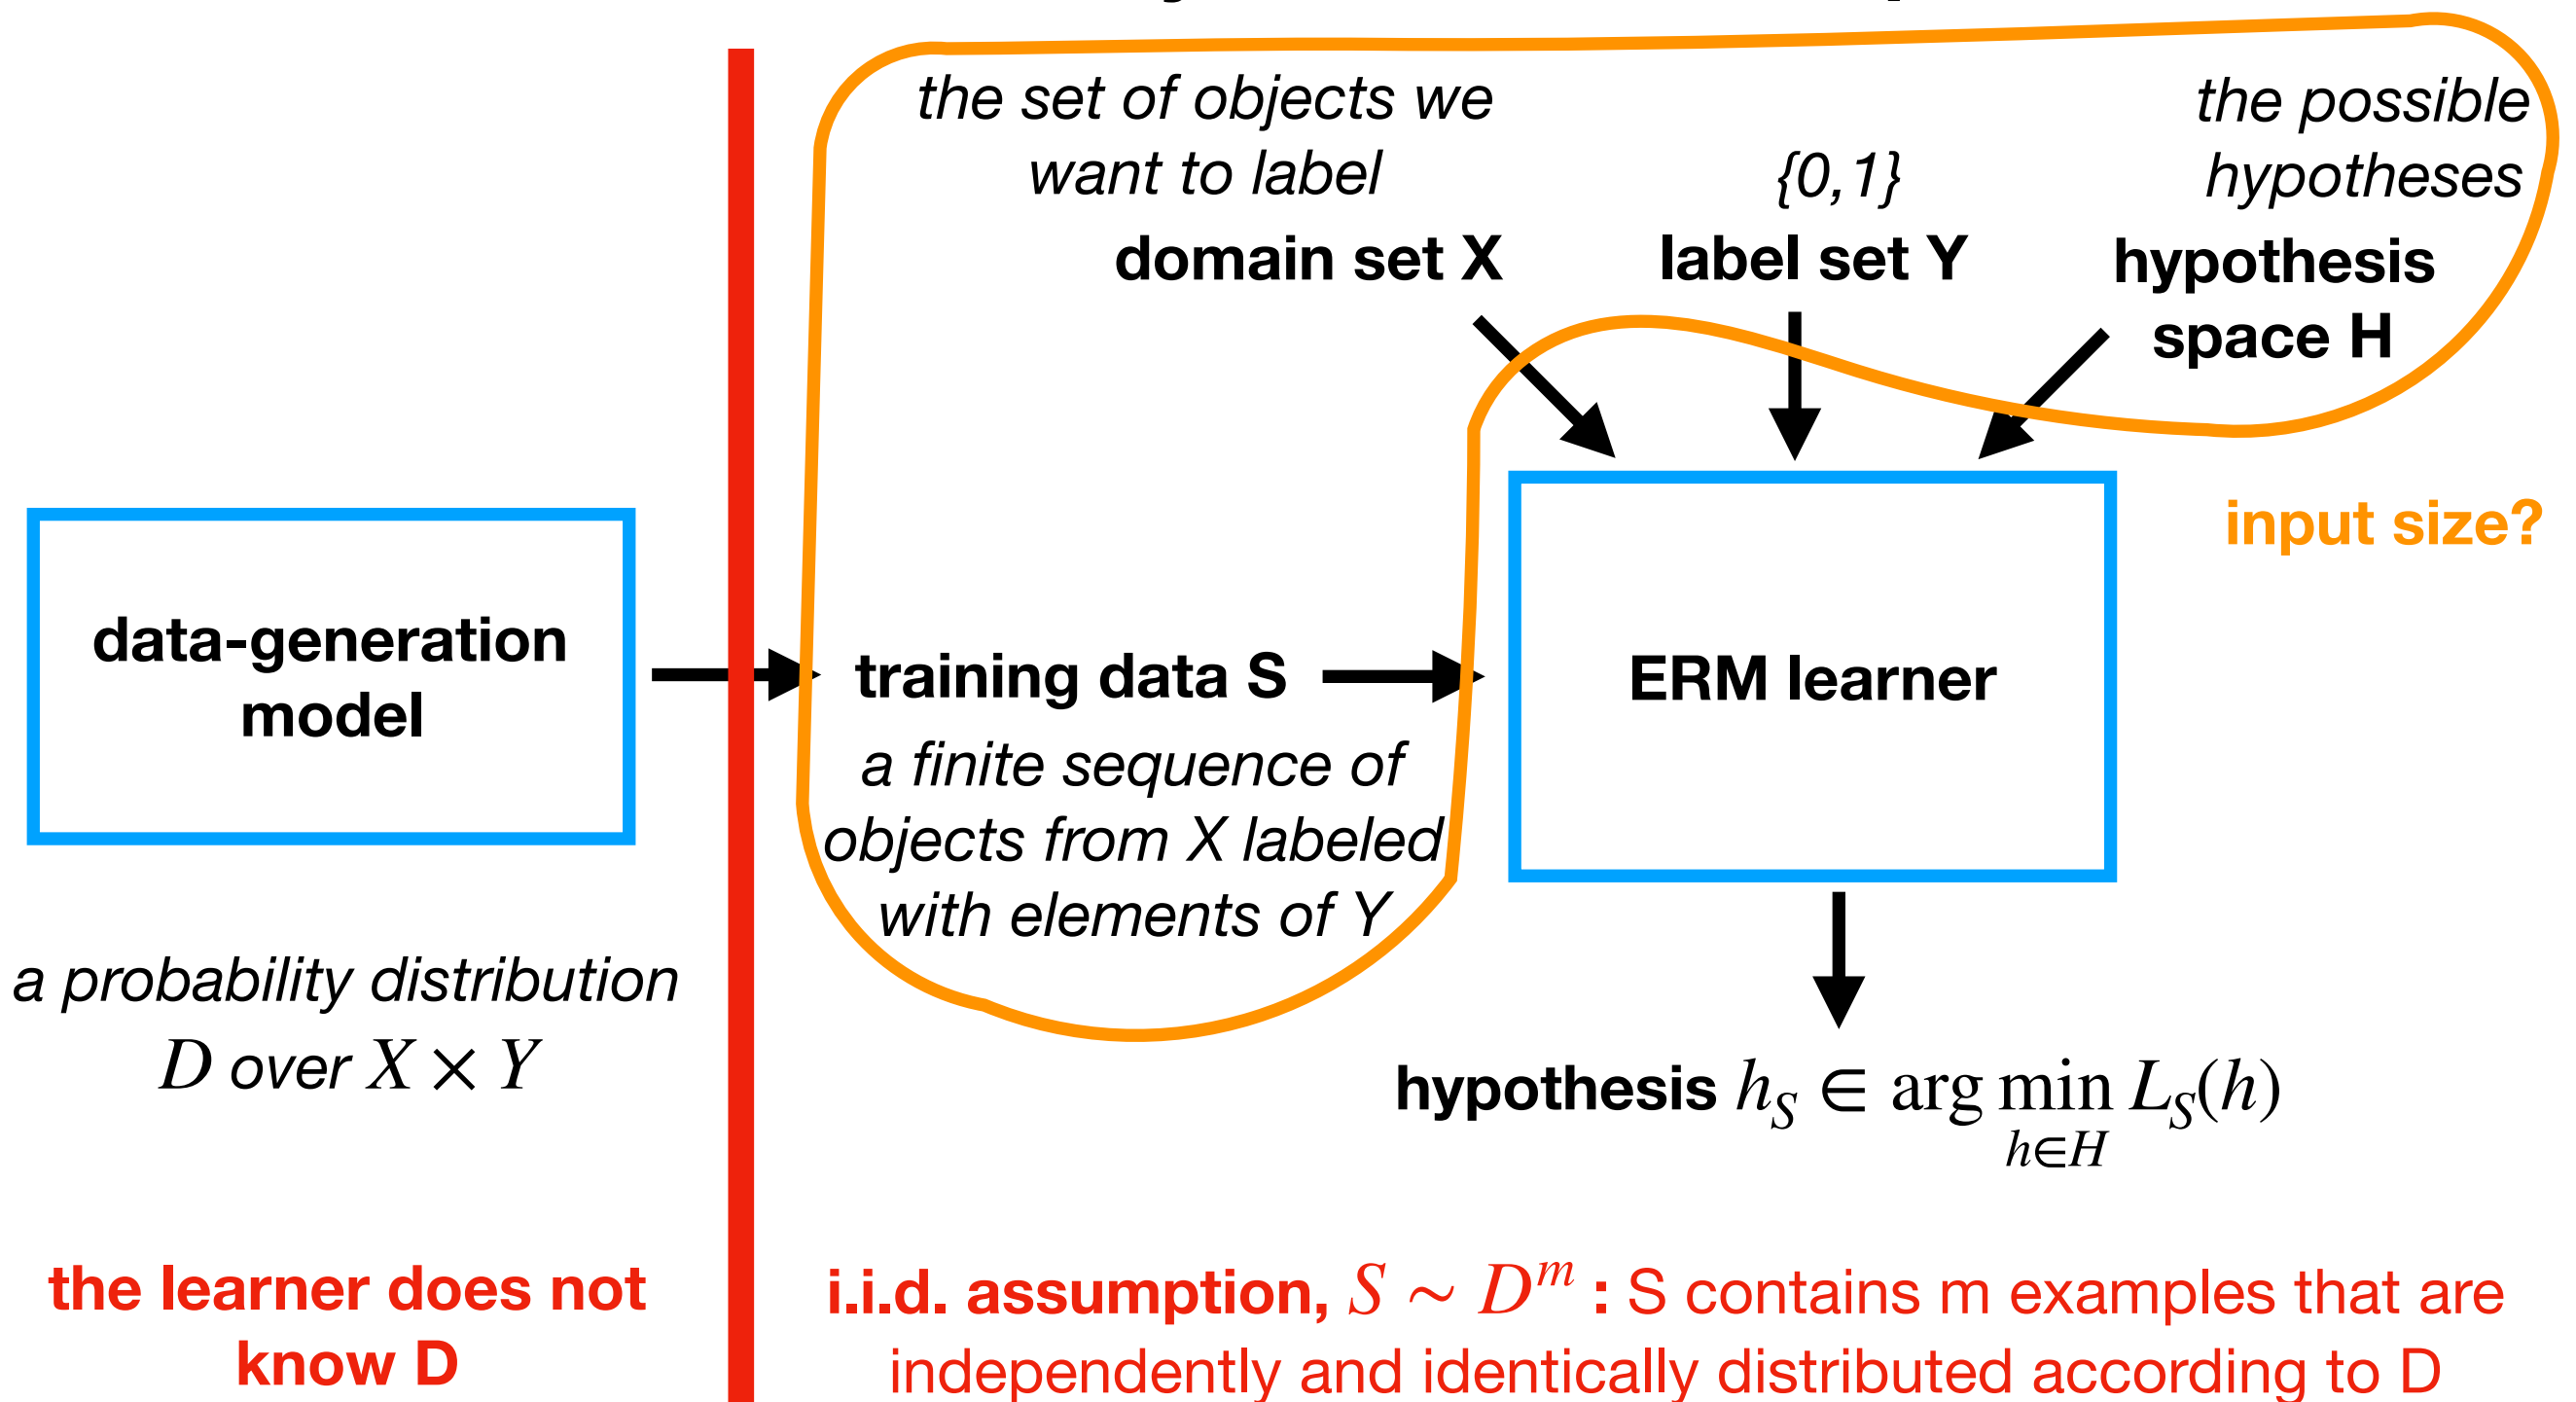 the set of objects we
want to label
domain set X
{0,1}
label set Y
the possible
hypotheses
hypothesis
space H
input size?
data-generation
model
a probability distribution
D over X × Y
training data S
a finite sequence of
objects from X labeled
with elements of Y
ERM learner
hypothesis h_S ∈ arg min L_S(h)
h∈H
the learner does not
know D
i.i.d. assumption, S ~ D^m : S contains m examples that are
independently and identically distributed according to D